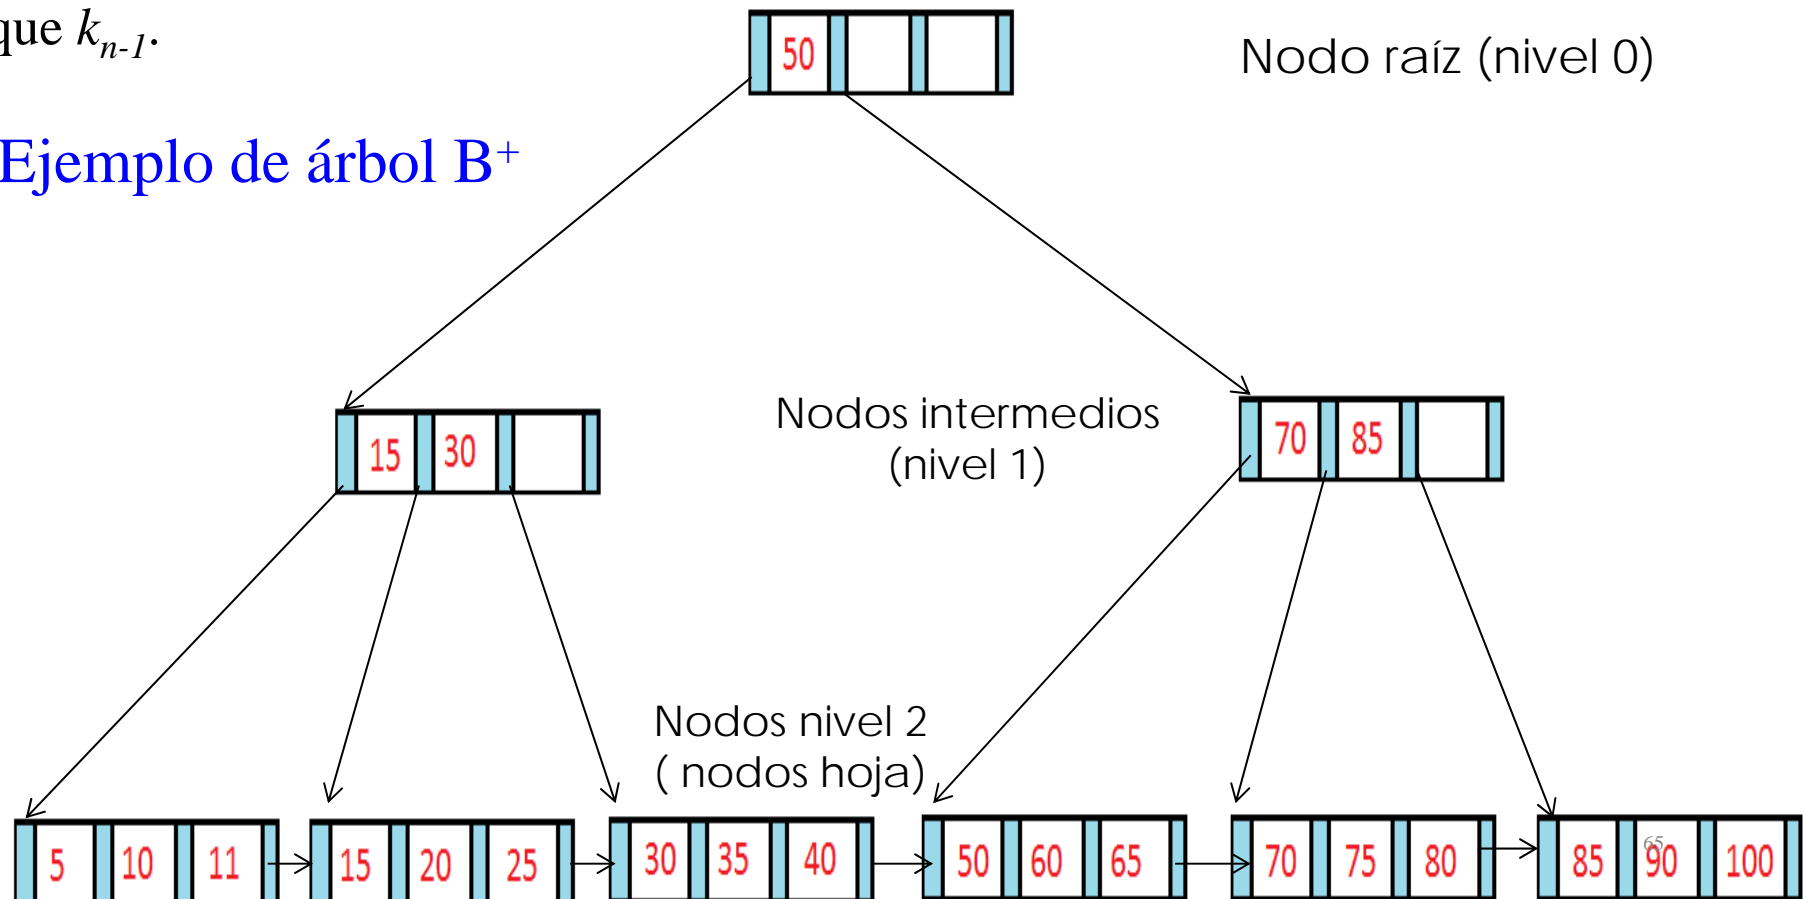 que kn-1.
50
Nodo raíz (nivel 0)
Ejemplo de árbol B+
15 30
Nodos intermedios
(nivel 1)
70 85
Nodos nivel 2
( nodos hoja)
5 10 11
15 20 25
30 35 40
50 60 65
70 75 80
85 90 100
65